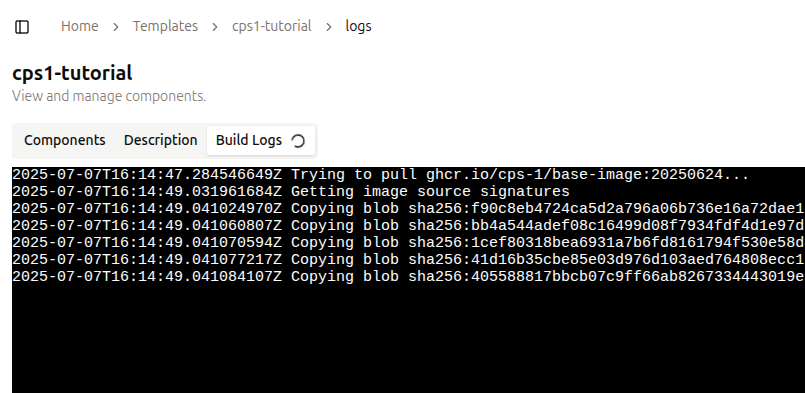 Home > Templates > cps1-tutorial > logs
cps1-tutorial
View and manage components.
Components Description Build Logs
2025-07-07T16:14:47.284546649Z Trying to pull ghcr.io/cps-1/base-image:20250624...
2025-07-07T16:14:49.031961684Z Getting image source signatures
2025-07-07T16:14:49.041024970Z Copying blob sha256:f90c8eb4724ca5d2a796a06b736e16a72dae1
2025-07-07T16:14:49.041060807Z Copying blob sha256:bb4a544adef08c16499d08f7934fdf4d1e97d
2025-07-07T16:14:49.041070594Z Copying blob sha256:1cef80318bea6931a7b6fd8161794f530e58d
2025-07-07T16:14:49.041077217Z Copying blob sha256:41d16b35cbe85e03d976d103aed764808ecc1
2025-07-07T16:14:49.041084107Z Copying blob sha256:405588817bbcb07c9ff66ab8267334443019e